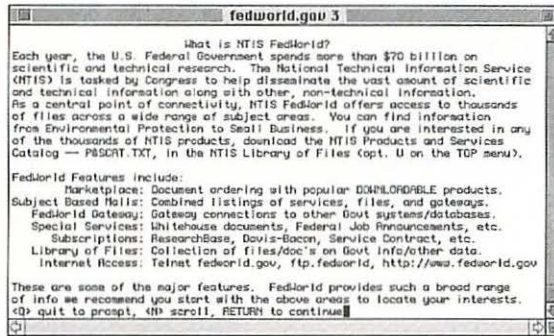 fedworld.gov 3
What is NTIS FedWorld?
Each year, the U.S. Federal Government spends more than $70 billion on
scientific and technical research. The National Technical Information Service
(NTIS) is tasked by Congress to help disseminate the vast amount of scientific
and technical information along with other, non-technical information.
As a central point of connectivity, NTIS FedWorld offers access to thousands
of files across a wide range of subject areas. You can find information
from Environmental Protection to Small Business. If you are interested in any
of the thousands of NTIS products, download the NTIS Products and Services
Catalog -- P&SCAT.TXT, in the NTIS Library of Files (opt. U on the TOP menu).
FedWorld Features include:
Marketplace: Document ordering with popular DOWNLOADABLE products.
Subject Based Malls: Combined listings of services, files, and gateways.
FedWorld Gateway: Gateway connections to other Govt systems/databases.
Special Services: Whitehouse documents, Federal Job Announcements, etc.
Subscriptions: ResearchBase, Davis-Bacon, Service Contract, etc.
Library of Files: Collection of files/doc's on Govt info/other data.
Internet Access: Telnet fedworld.gov, ftp.fedworld, http://www.fedworld.gov
These are some of the major features. FedWorld provides such a broad range
of info we recommend you start with the above areas to locate your interests.
<Q> quit to prompt, <N> scroll, RETURN to continue